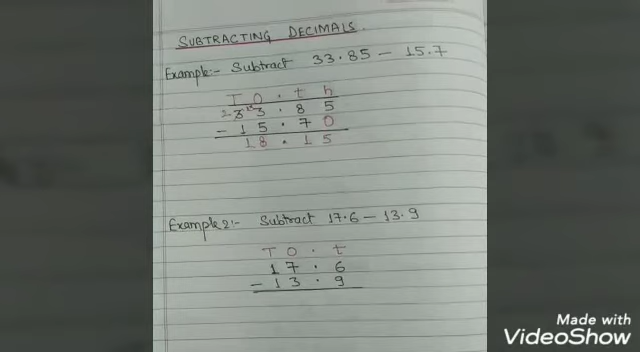 SUBTRACTING DECIMALS.
Example:- Subtract 33.85 - 15.7
T O . t h
2 3 13 3 . 8 5
- 1 5 . 7 0
1 8 . 1 5
Example 2:- Subtract 17.6 - 13.9
T O . t
1 7 . 6
- 1 3 . 9
Made with
VideoShow